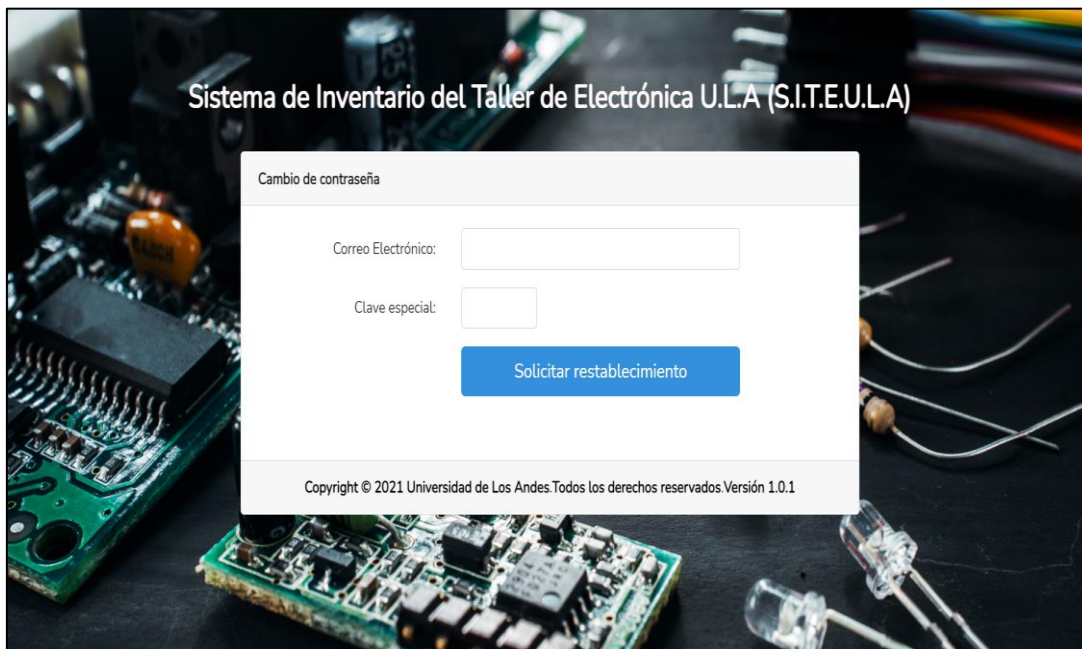 Sistema de Inventario del Taller de Electrónica U.L.A (S.I.T.E.U.L.A)
Cambio de contraseña
Correo Electrónico:
Clave especial:
Solicitar restablecimiento
Copyright © 2021 Universidad de Los Andes.Todos los derechos reservados.Versión 1.0.1